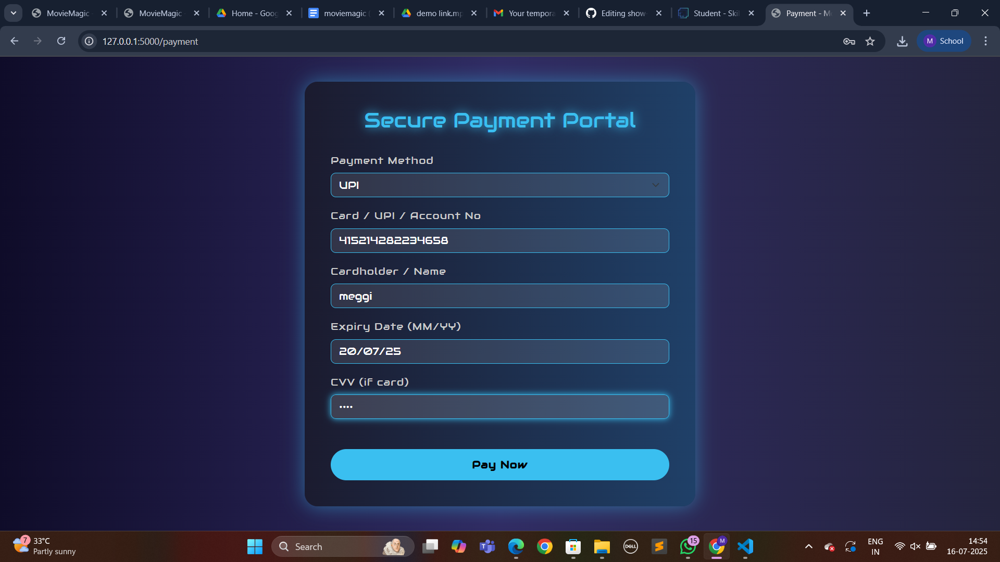 MovieMagic
MovieMagic
Home - Goog
moviemagic (
demo link.mp
Your tempora
Editing show-
Student - Skil
Payment - M
127.0.0.1:5000/payment
M School
Secure Payment Portal
Payment Method
UPI
Card / UPI / Account No
415214282234658
Cardholder / Name
meggi
Expiry Date (MM/YY)
20/07/25
CVV (if card)
••••
Pay Now
7
33°C
Partly sunny
Search
T
DELL
15
M
ENG
IN
14:54
16-07-2025